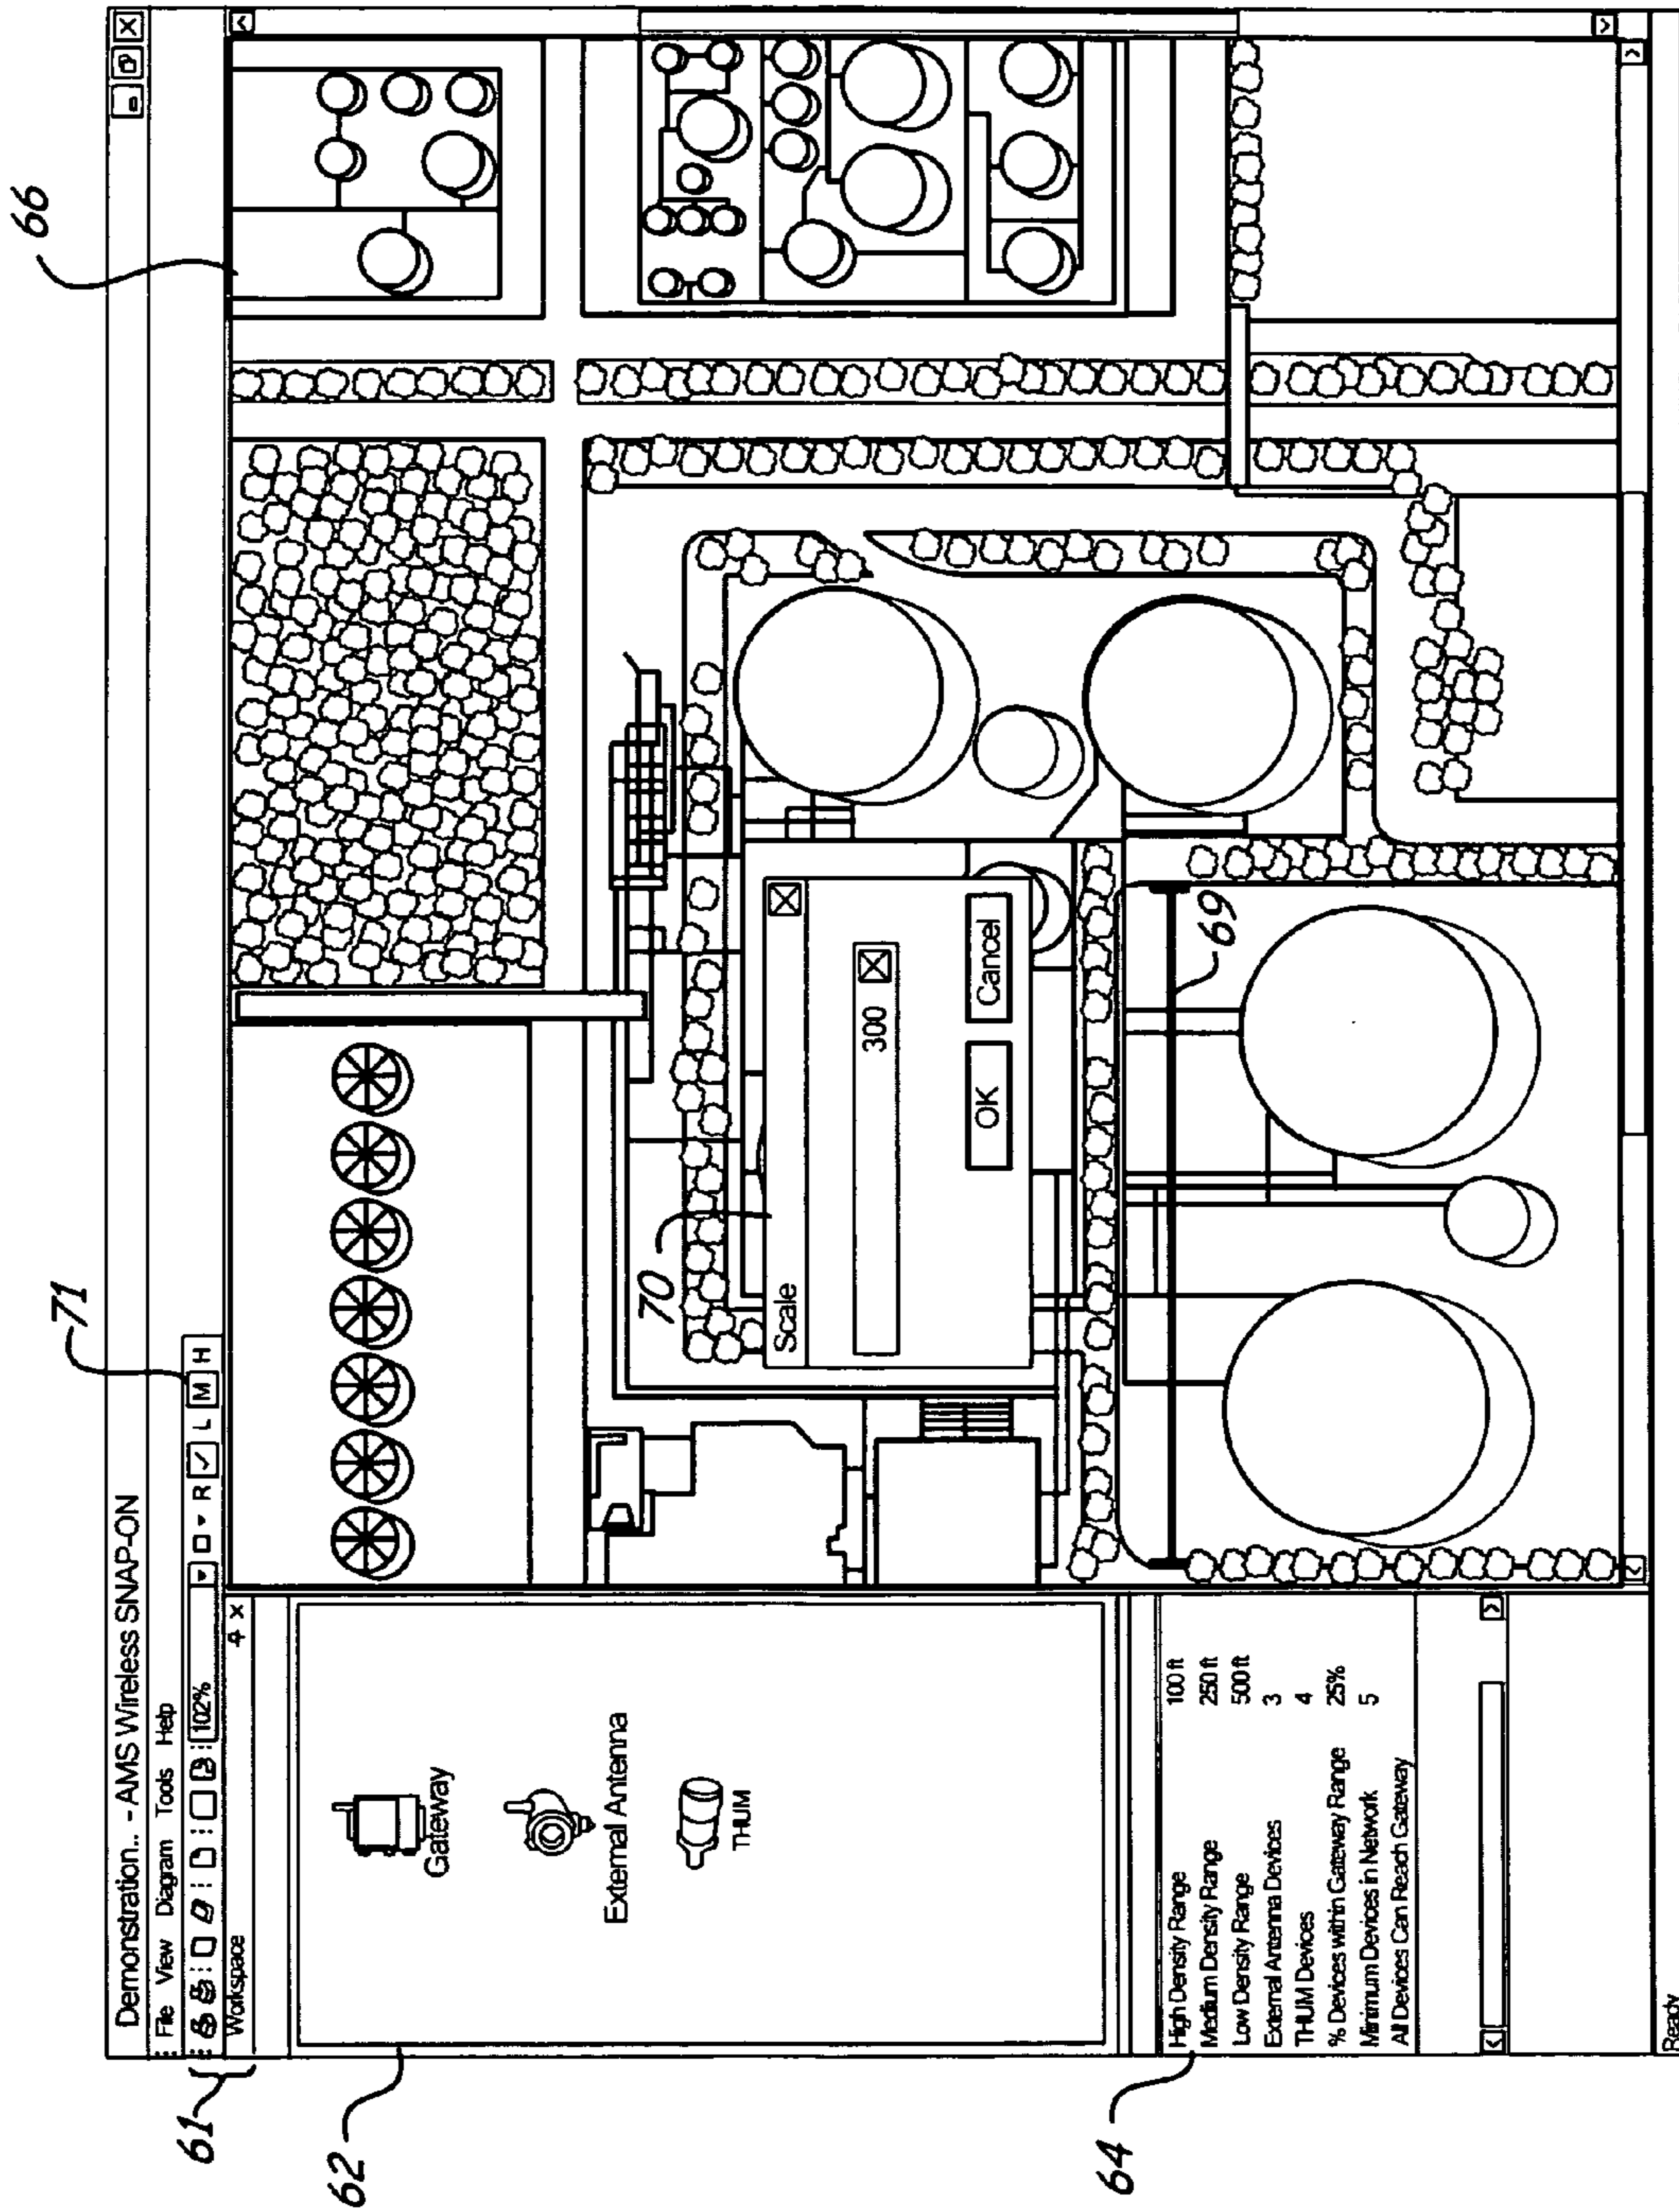 66
71
Demonstration.. - AMS Wireless SNAP-ON
File View Diagram Tools Help
61
102% R L M H
Workspace
62
Gateway
External Antenna
THUM
70
Scale
300
OK Cancel
69
64
High Density Range 100 ft
Medium Density Range 250 ft
Low Density Range 500 ft
External Antenna Devices 3
THUM Devices 4
% Devices within Gateway Range 25%
Minimum Devices in Network 5
All Devices Can Reach Gateway
Ready